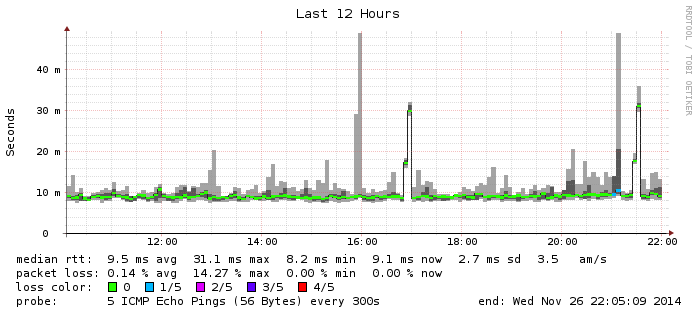 Last 12 Hours
RRDTOOL / TOBI OETIKER
Seconds
40 m
30 m
20 m
10 m
0
12:00 14:00 16:00 18:00 20:00 22:00
median rtt: 9.5 ms avg 31.1 ms max 8.2 ms min 9.1 ms now 2.7 ms sd 3.5 am/s
packet loss: 0.14 % avg 14.27 % max 0.00 % min 0.00 % now
loss color: 0 1/5 2/5 3/5 4/5
probe: 5 ICMP Echo Pings (56 Bytes) every 300s end: Wed Nov 26 22:05:09 2014